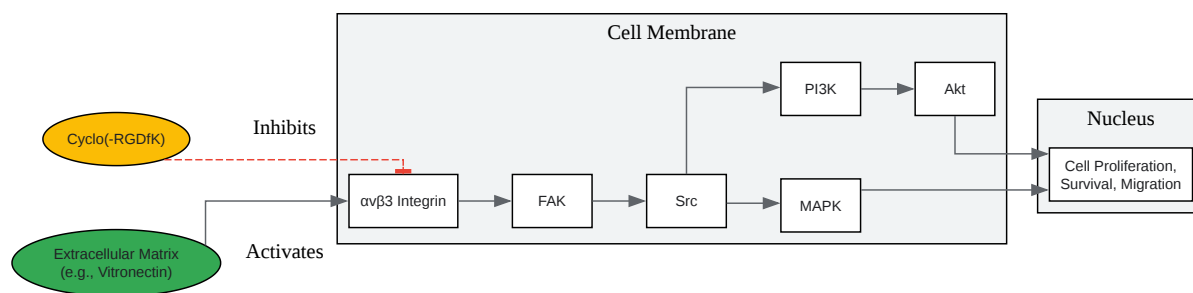 Cell Membrane
PI3K
Akt
Nucleus
Inhibits
Cyclo(-RGDfK)
Cell Proliferation,
Survival, Migration
αvβ3 Integrin
FAK
Src
MAPK
Activates
Extracellular Matrix
(e.g., Vitronectin)